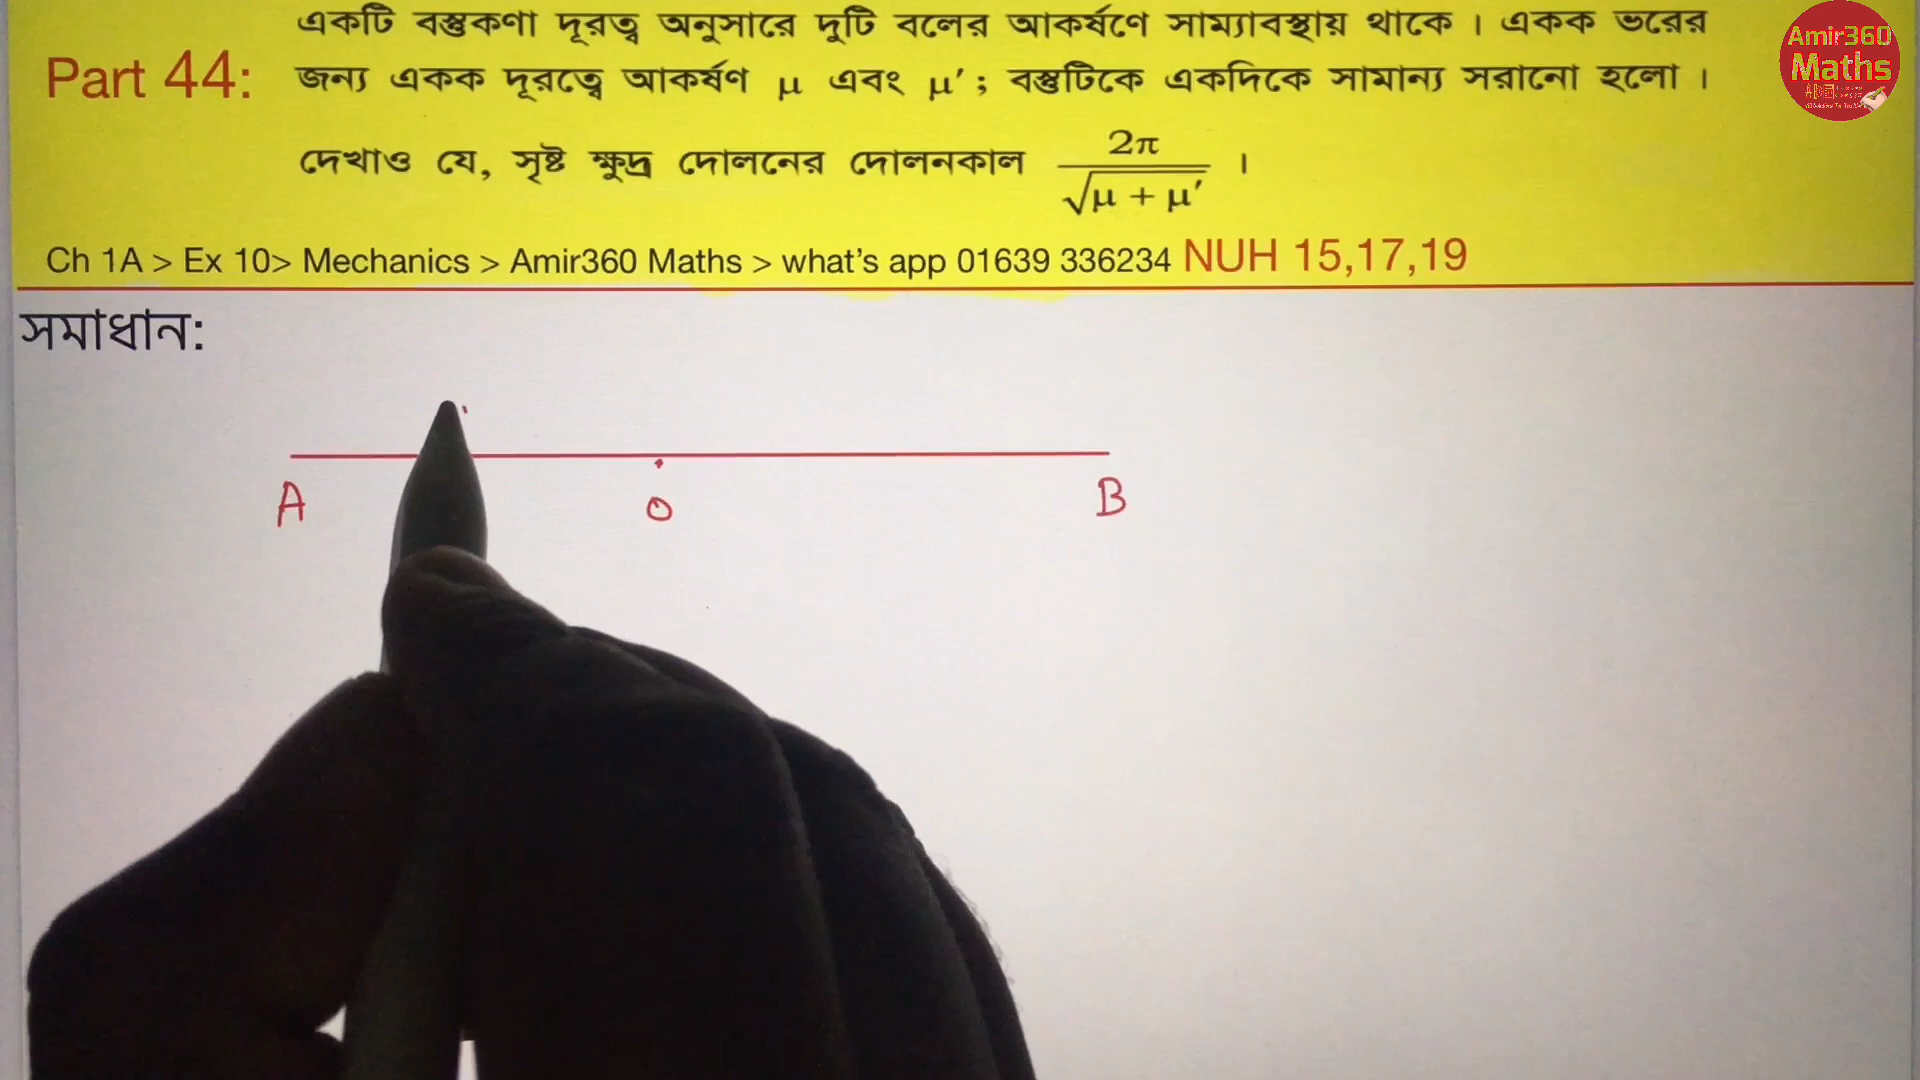 একটি বস্তুকণা দূরত্ব অনুসারে দুটি বলের আকর্ষণে সাম্যাবস্থায় থাকে । একক ভরের
Part 44: জন্য একক দূরত্বে আকর্ষণ μ এবং μ′ ; বস্তুটিকে একদিকে সামান্য সরানো হলো ।
দেখাও যে, সৃষ্ট ক্ষুদ্র দোলনের দোলনকাল 2π / √μ + μ′ ।
Ch 1A > Ex 10> Mechanics > Amir360 Maths > what's app 01639 336234 NUH 15,17,19
Amir360
Maths
সমাধান:
A O B